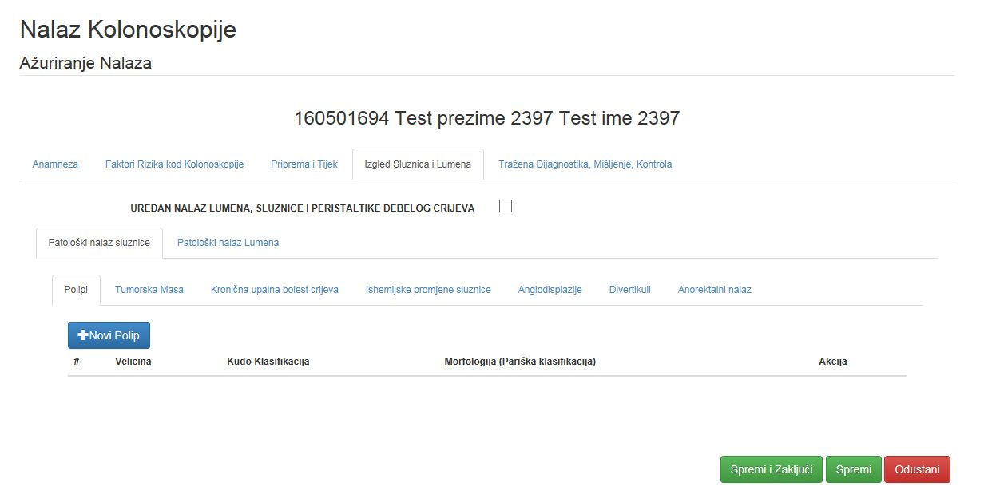 Nalaz Kolonoskopije
Ažuriranje Nalaza
160501694 Test prezime 2397 Test ime 2397
Anamneza Faktori Rizika kod Kolonoskopije Priprema i Tijek Izgled Sluznica i Lumena Tražena Dijagnostika, Mišljenje, Kontrola
UREDAN NALAZ LUMENA, SLUZNICE I PERISTALTIKE DEBELOG CRIJEVA
Patološki nalaz sluznice Patološki nalaz Lumena
Polipi Tumorska Masa Kronična upalna bolest crijeva Ishemijske promjene sluznice Angiodisplazije Divertikuli Anorektalni nalaz
Novi Polip
# Velicina Kudo Klasifikacija Morfologija (Pariška klasifikacija) Akcija
Spremi i Zaključi Spremi Odustani